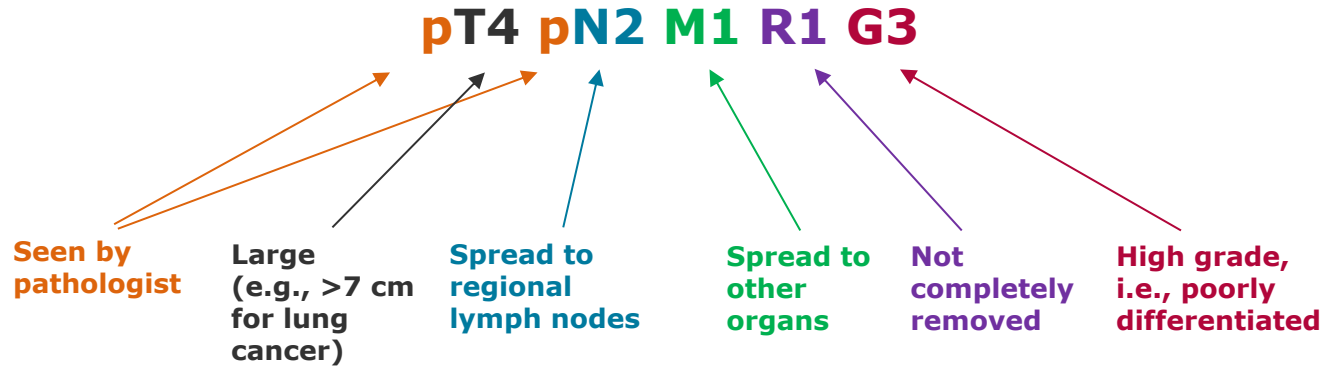 pT4 pN2 M1 R1 G3
Seen by
pathologist
Large
(e.g., >7 cm
for lung
cancer)
Spread to
regional
lymph nodes
Spread to
other
organs
Not
completely
removed
High grade,
i.e., poorly
differentiated